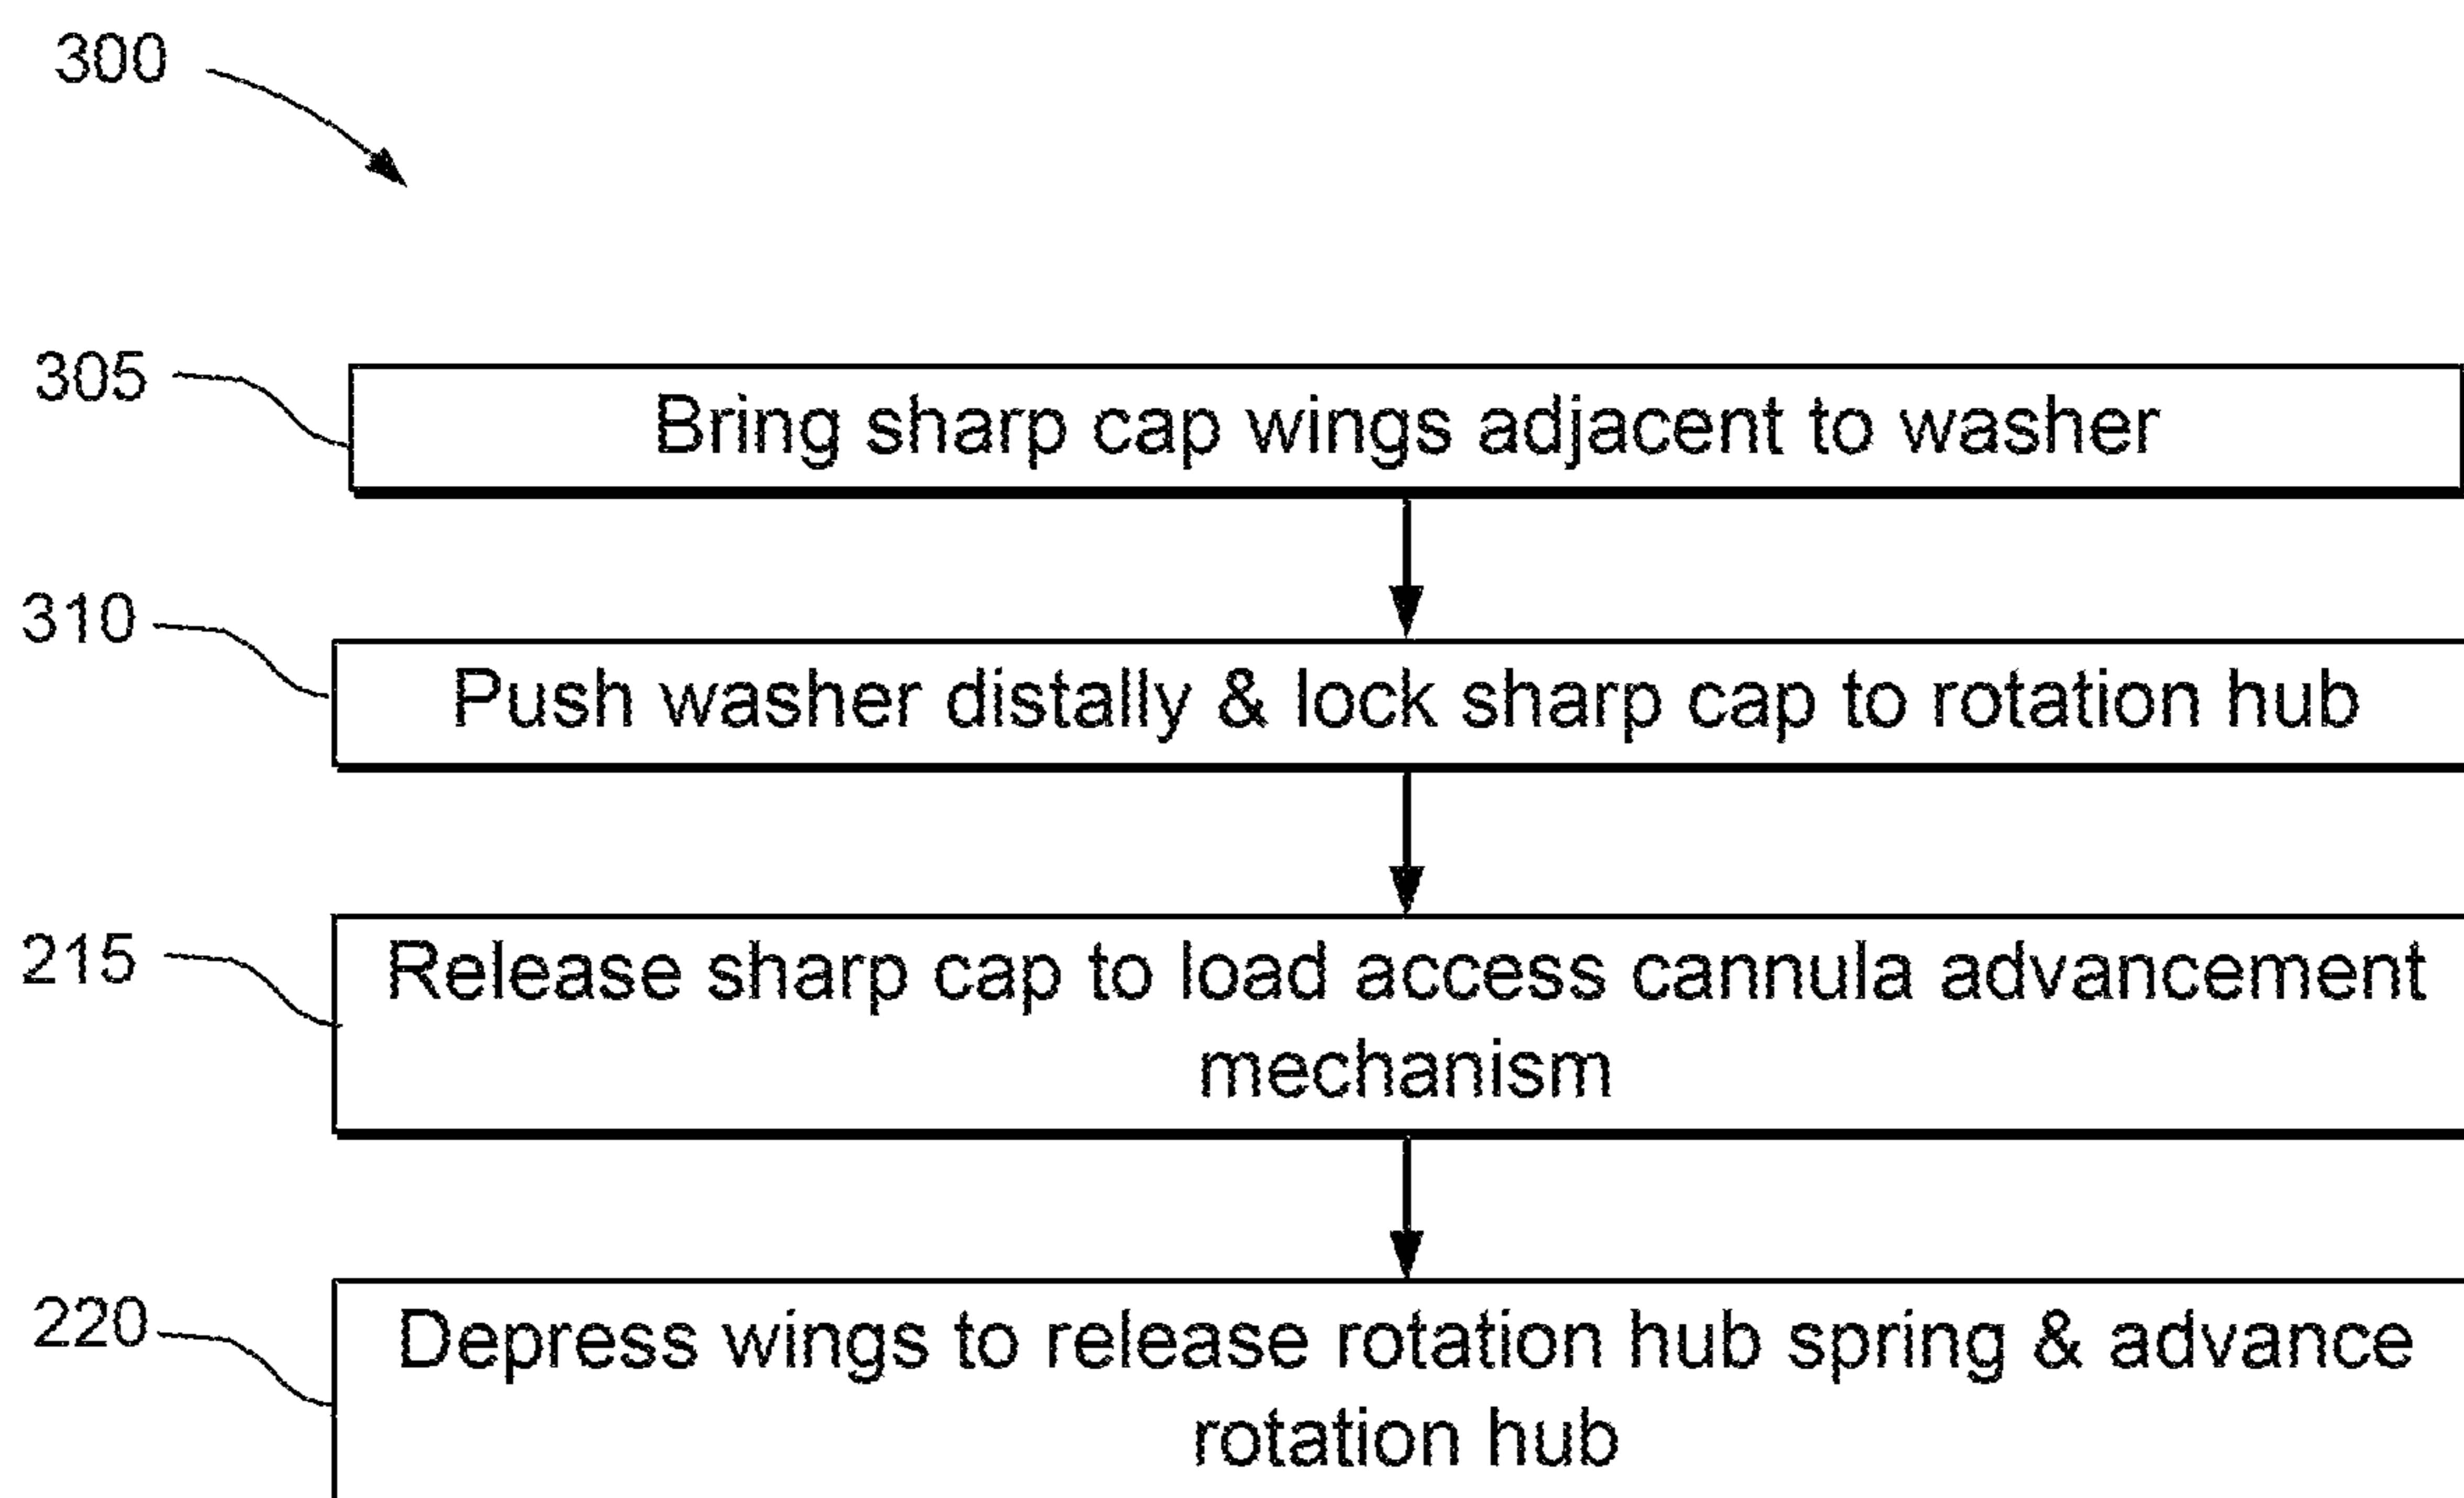 300
305
Bring sharp cap wings adjacent to washer
310
Push washer distally & lock sharp cap to rotation hub
215
Release sharp cap to load access cannula advancement
mechanism
220
Depress wings to release rotation hub spring & advance
rotation hub